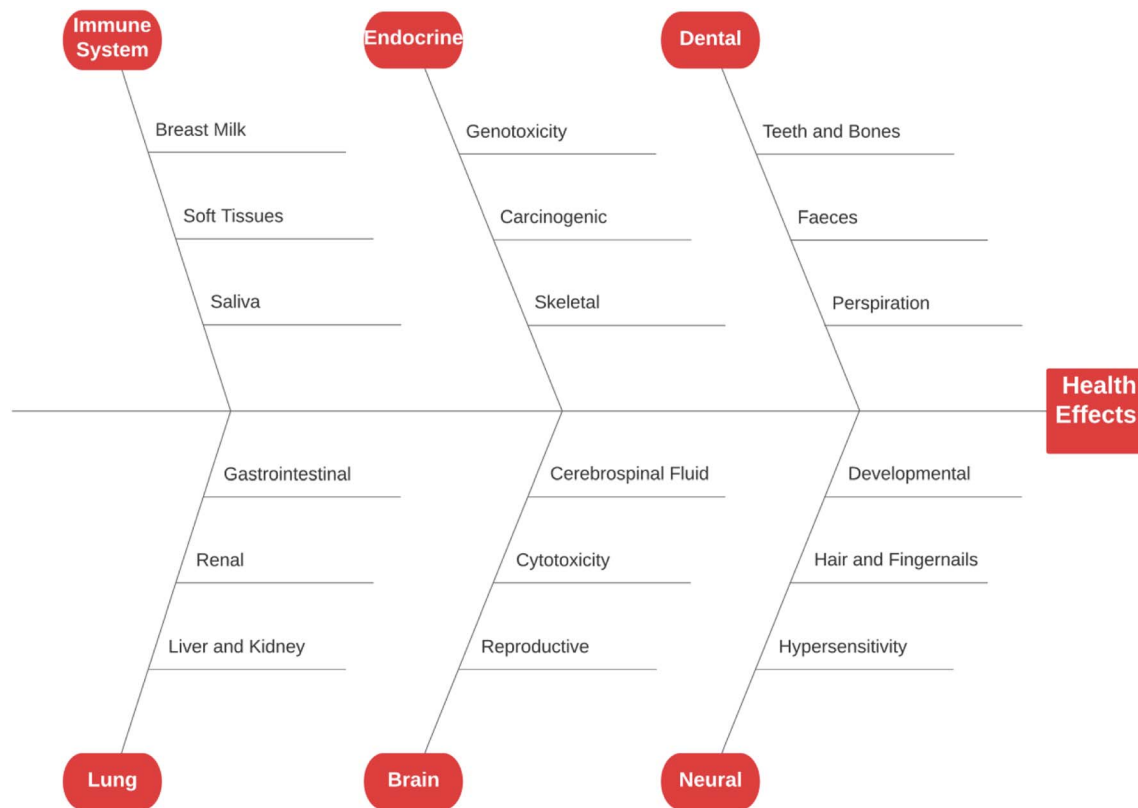 Immune
System
Endocrine
Dental
Breast Milk
Genotoxicity
Teeth and Bones
Soft Tissues
Carcinogenic
Faeces
Saliva
Skeletal
Perspiration
Health
Effects
Gastrointestinal
Cerebrospinal Fluid
Developmental
Renal
Cytotoxicity
Hair and Fingernails
Liver and Kidney
Reproductive
Hypersensitivity
Lung
Brain
Neural